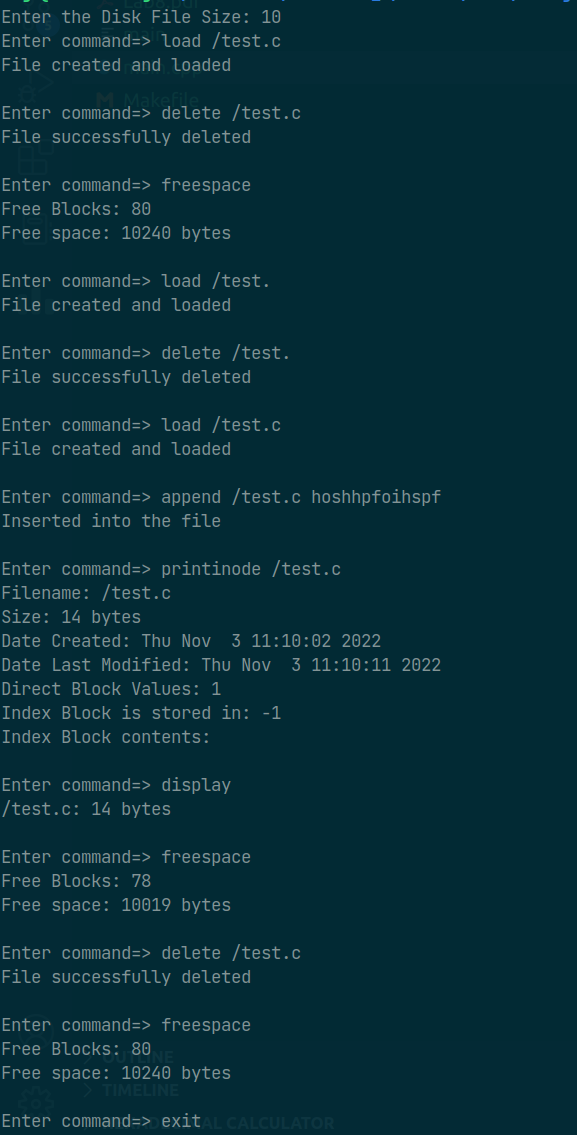 Enter the Disk File Size: 10
Enter command=> load /test.c
File created and loaded
Makefile
Enter command=> delete /test.c
File successfully deleted
Enter command=> freespace
Free Blocks: 80
Free space: 10240 bytes
Enter command=> load /test.
File created and loaded
Enter command=> delete /test.
File successfully deleted
Enter command=> load /test.c
File created and loaded
Enter command=> append /test.c hoshhpfoihspf
Inserted into the file
Enter command=> printinode /test.c
Filename: /test.c
Size: 14 bytes
Date Created: Thu Nov  3 11:10:02 2022
Date Last Modified: Thu Nov  3 11:10:11 2022
Direct Block Values: 1
Index Block is stored in: -1
Index Block contents:
Enter command=> display
/test.c: 14 bytes
Enter command=> freespace
Free Blocks: 78
Free space: 10019 bytes
Enter command=> delete /test.c
File successfully deleted
Enter command=> freespace
Free Blocks: 80
OUTLINE
Free space: 10240 bytes
TIMELINE
Enter command=> exit
CALCULATOR